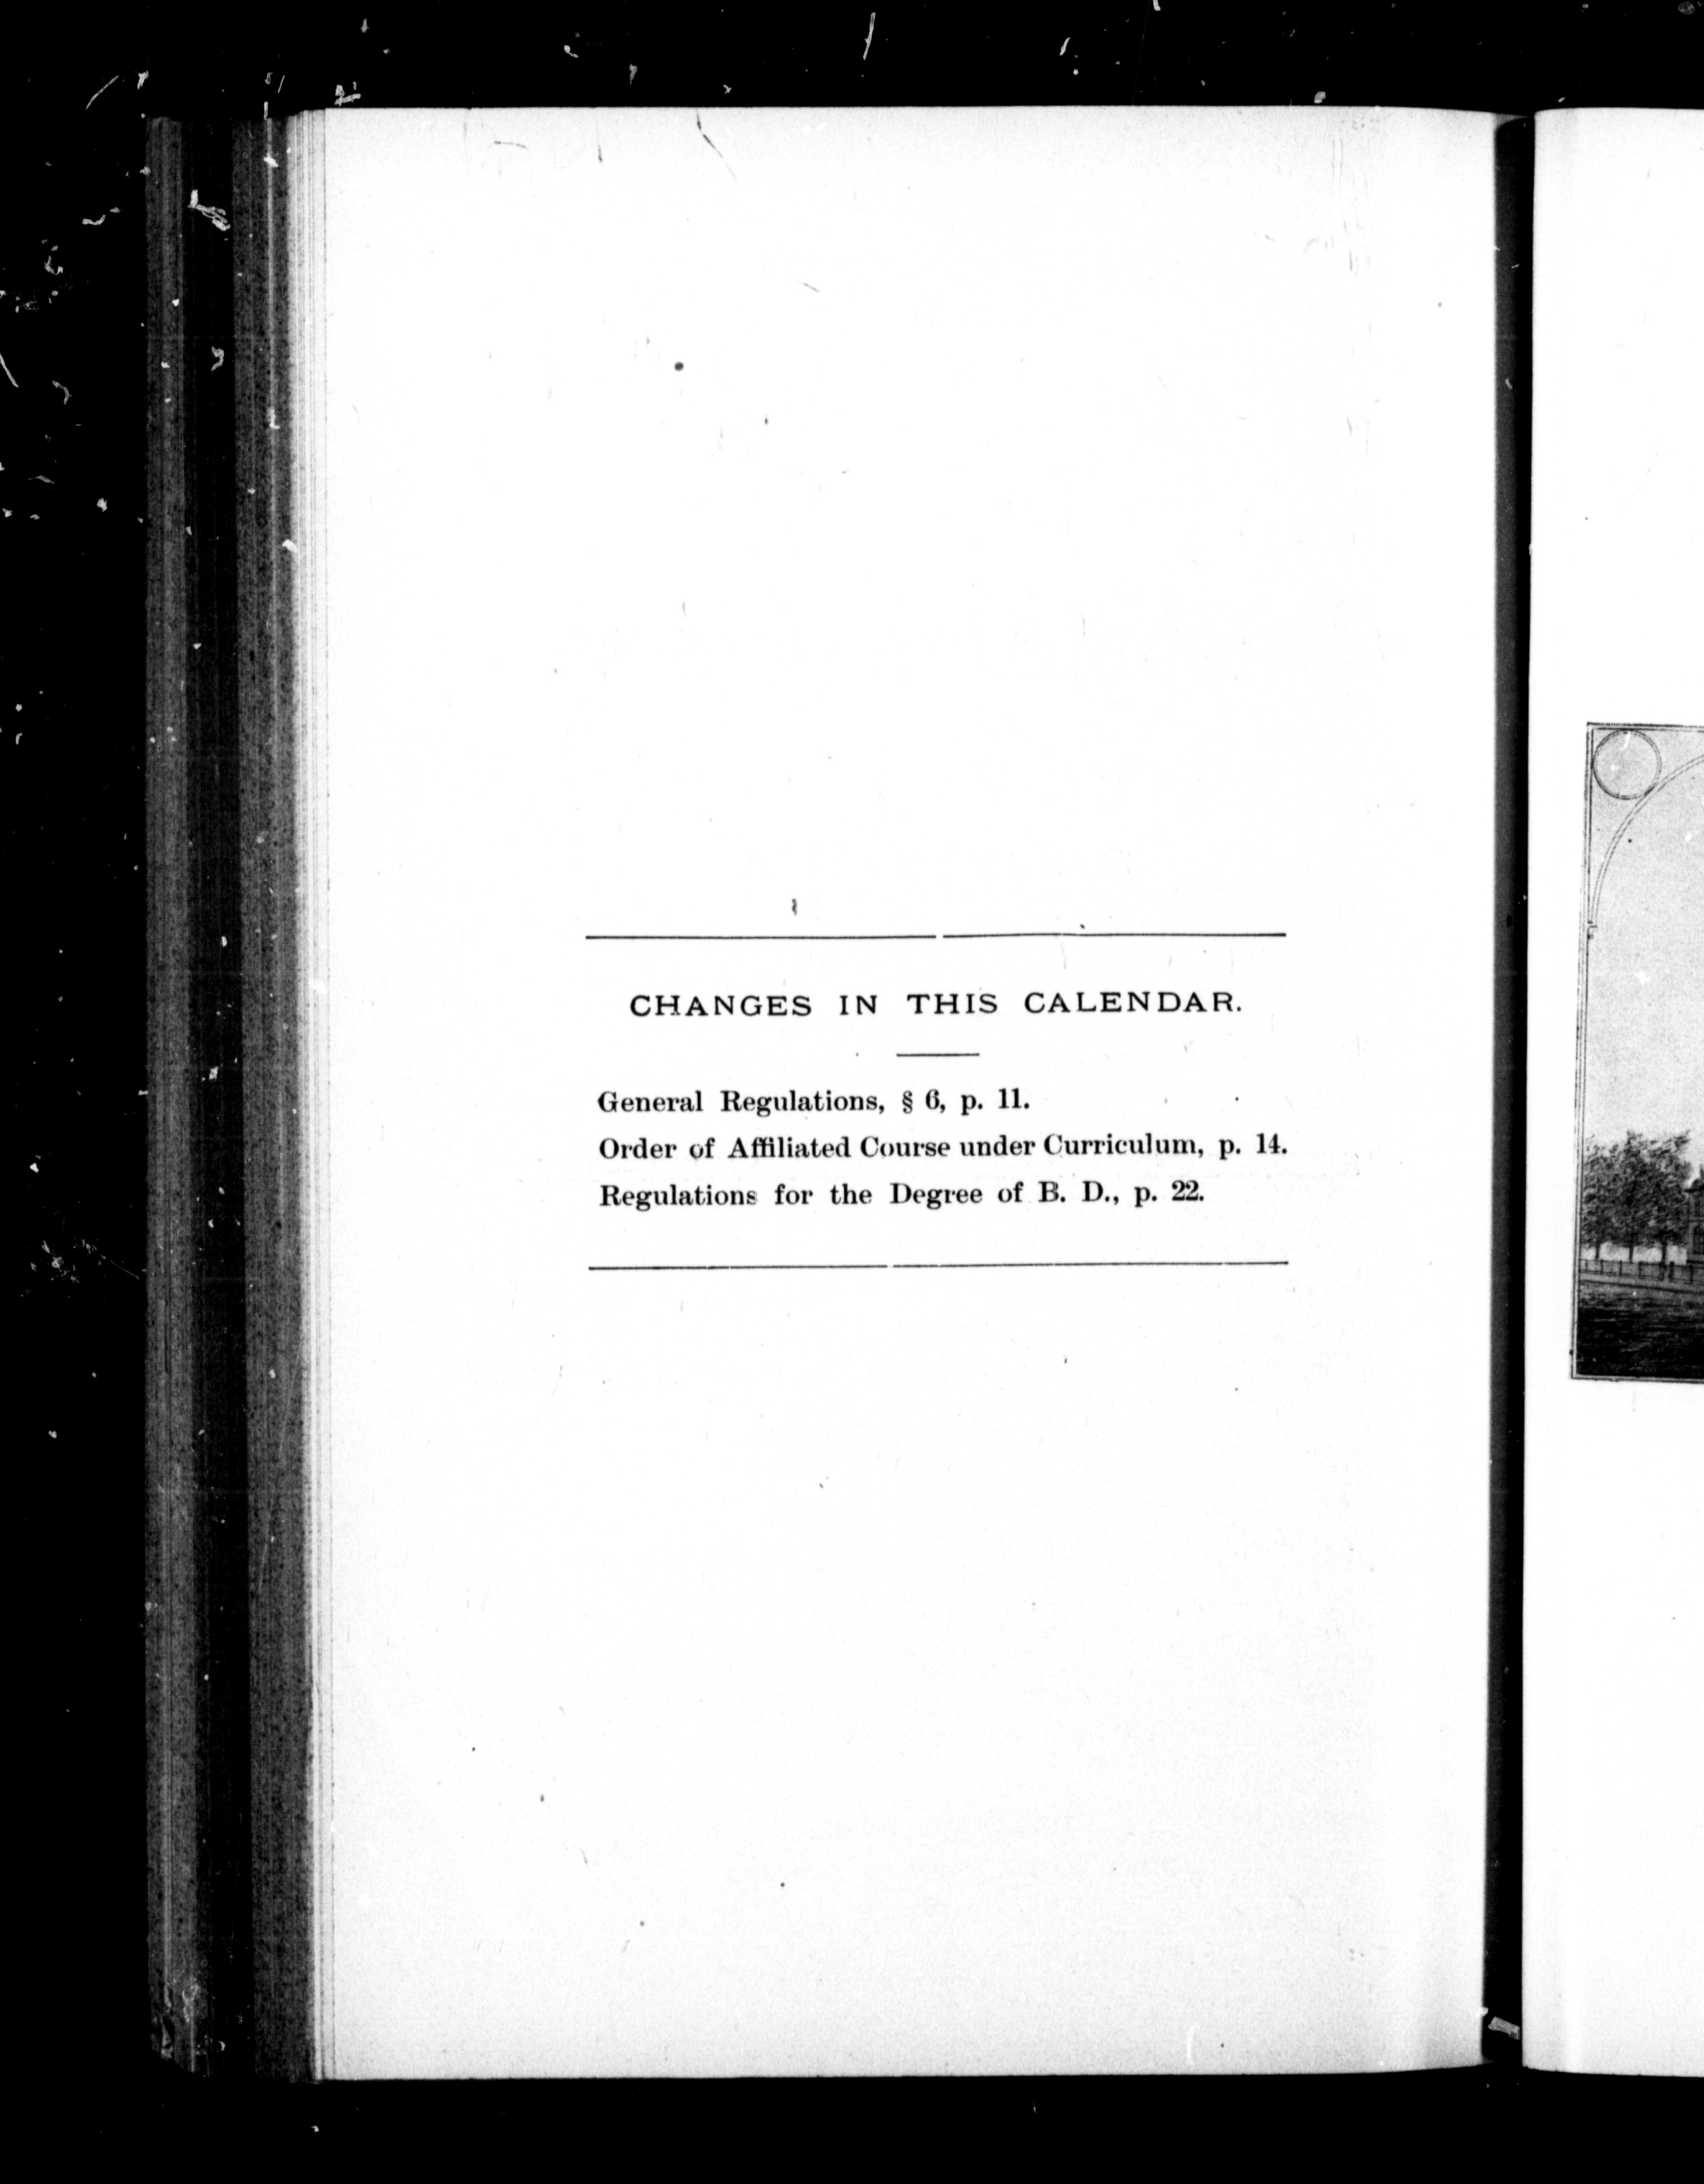 CHANGES IN THIS CALENDAR.
General Regulations, § 6, p. 11.
Order of Affiliated Course under Curriculum, p. 14.
Regulations for the Degree of B. D., p. 22.